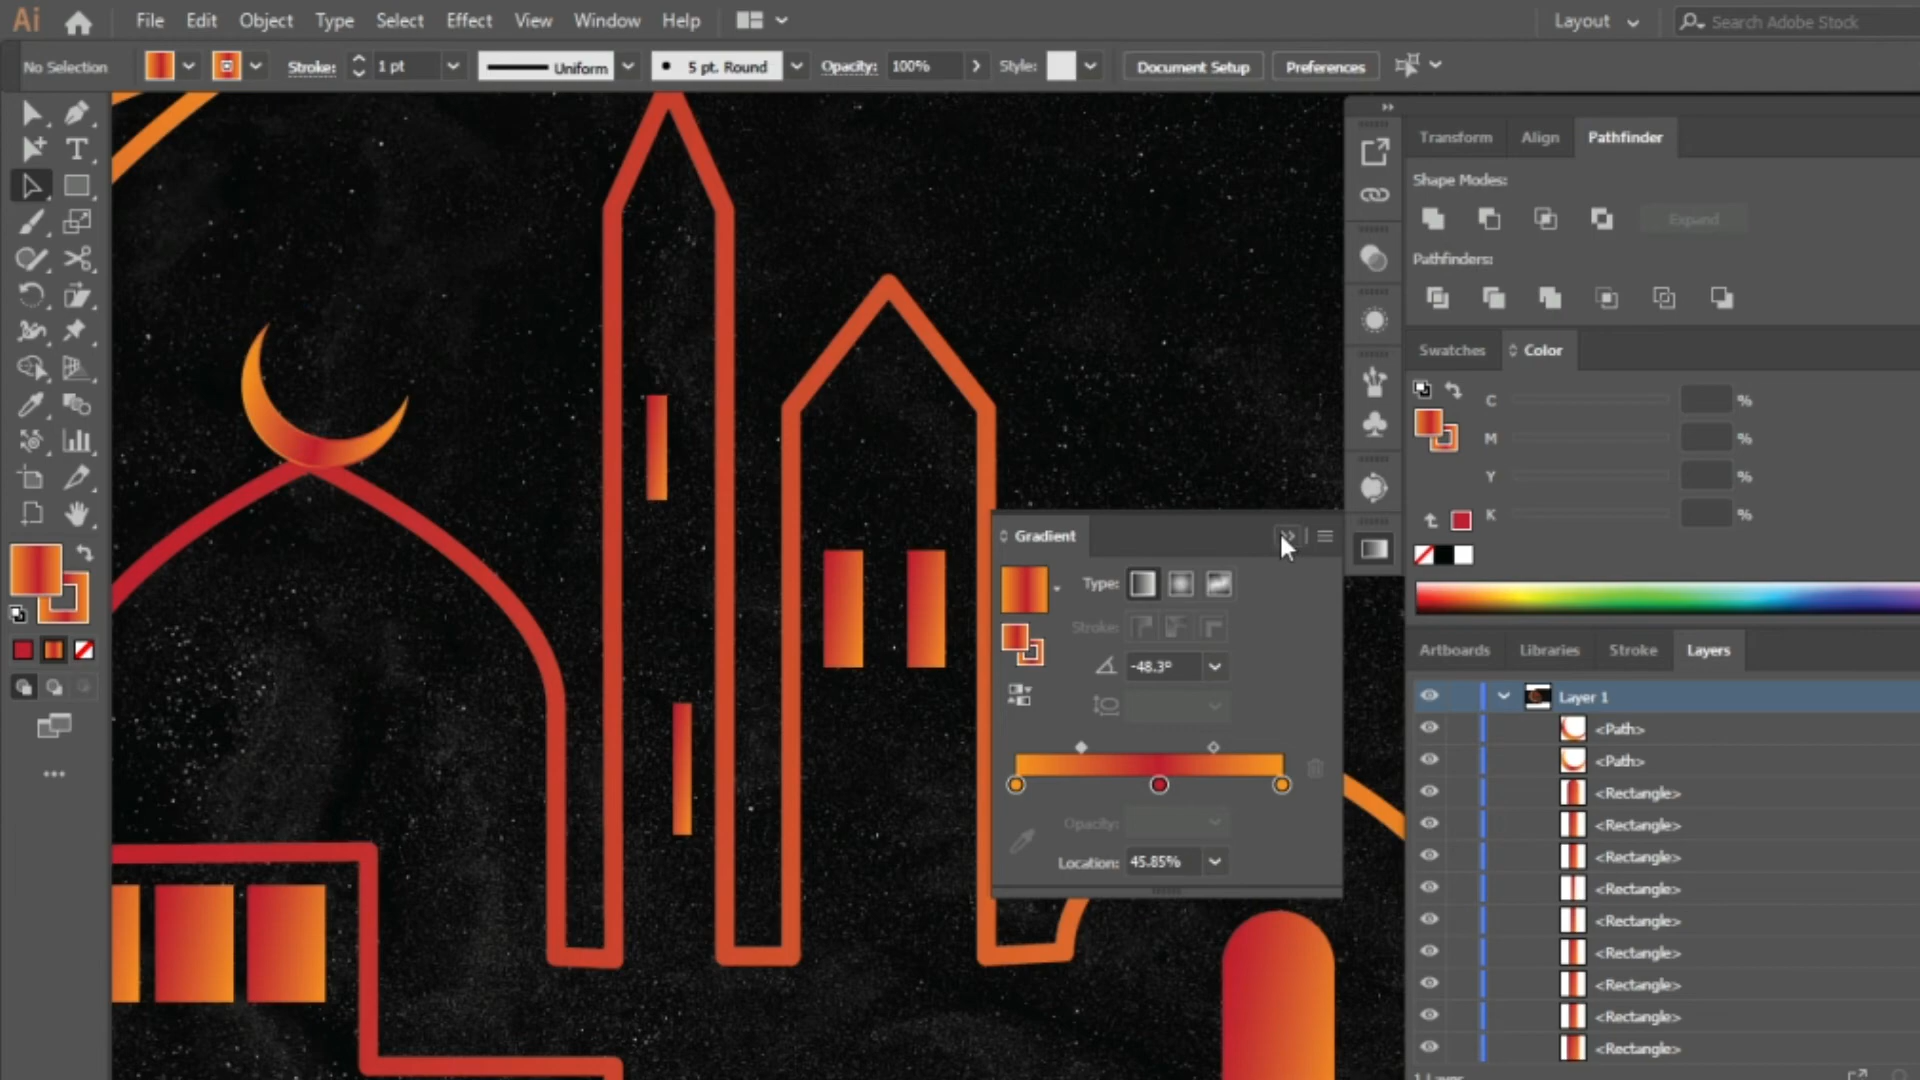 Ai File Edit Object Type Select Effect View Window Help Layout Search Adobe Stock
No Selection Stroke: 1 pt Uniform 5 pt. Round Opacity: 100% Style: Document Setup Preferences
Transform Align Pathfinder
Shape Modes:
Expand
Pathfinders:
Swatches Color
C %
M %
Y %
K %
Gradient
Type:
Stroke:
-48.3°
Opacity:
Location: 45.85%
Artboards Libraries Stroke Layers
Layer 1
<Path>
<Path>
<Rectangle>
<Rectangle>
<Rectangle>
<Rectangle>
<Rectangle>
<Rectangle>
<Rectangle>
<Rectangle>
<Rectangle>
1 Layer